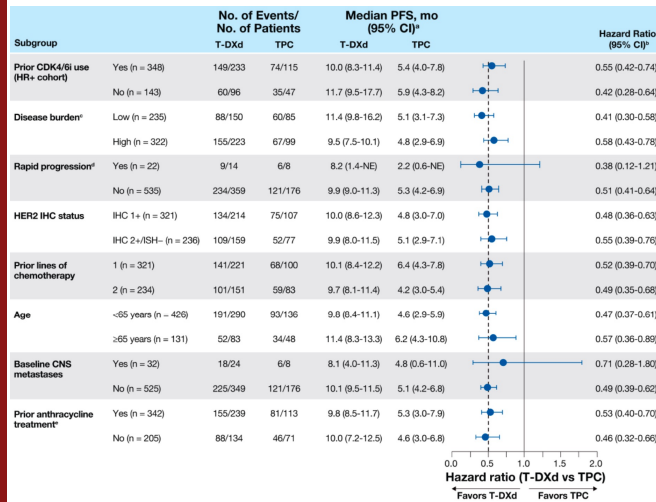 No. of Events/ Median PFS, mo
No. of Patients (95% CI)ᵃ Hazard Ratio
Subgroup T-DXd TPC T-DXd TPC (95% CI)ᵇ
Prior CDK4/6i use Yes (n = 348) 149/233 74/115 10.0 (8.3-11.4) 5.4 (4.0-7.8) 0.55 (0.42-0.74)
(HR+ cohort)
No (n = 143) 60/96 35/47 11.7 (9.5-17.7) 5.9 (4.3-8.2) 0.42 (0.28-0.64)
Disease burdenᶜ Low (n = 235) 88/150 60/85 11.4 (9.8-16.2) 5.1 (3.1-7.3) 0.41 (0.30-0.58)
High (n = 322) 155/223 67/99 9.5 (7.5-10.1) 4.8 (2.9-6.9) 0.58 (0.43-0.78)
Rapid progressionᵈ Yes (n = 22) 9/14 6/8 8.2 (1.4-NE) 2.2 (0.6-NE) 0.38 (0.12-1.21)
No (n = 535) 234/359 121/176 9.9 (9.0-11.3) 5.3 (4.2-6.9) 0.51 (0.41-0.64)
HER2 IHC status IHC 1+ (n = 321) 134/214 75/107 10.0 (8.6-12.3) 4.8 (3.0-7.0) 0.48 (0.36-0.63)
IHC 2+/ISH− (n = 236) 109/159 52/77 9.9 (8.0-11.5) 5.1 (2.9-7.1) 0.55 (0.39-0.76)
Prior lines of 1 (n = 321) 141/221 68/100 10.1 (8.4-12.2) 6.4 (4.3-7.8) 0.52 (0.39-0.70)
chemotherapy
2 (n = 234) 101/151 59/83 9.7 (8.1-11.4) 4.2 (3.0-5.4) 0.49 (0.35-0.68)
Age <65 years (n − 426) 191/290 93/136 9.8 (8.4-11.1) 4.6 (2.9-5.9) 0.47 (0.37-0.61)
≥65 years (n = 131) 52/83 34/48 11.4 (8.3-13.3) 6.2 (4.3-10.8) 0.57 (0.36-0.89)
Baseline CNS Yes (n = 32) 18/24 6/8 8.1 (4.0-11.3) 4.8 (0.6-11.0) 0.71 (0.28-1.80)
metastases
No (n = 525) 225/349 121/176 10.1 (9.5-11.5) 5.1 (4.2-6.8) 0.49 (0.39-0.62)
Prior anthracycline Yes (n = 342) 155/239 81/113 9.8 (8.5-11.7) 5.3 (3.0-7.9) 0.53 (0.40-0.70)
treatmentᵉ
No (n = 205) 88/134 46/71 10.0 (7.2-12.5) 4.6 (3.0-6.8) 0.46 (0.32-0.66)
0.0 0.5 1.0 1.5 2.0
Hazard ratio (T-DXd vs TPC)
Favors T-DXd Favors TPC